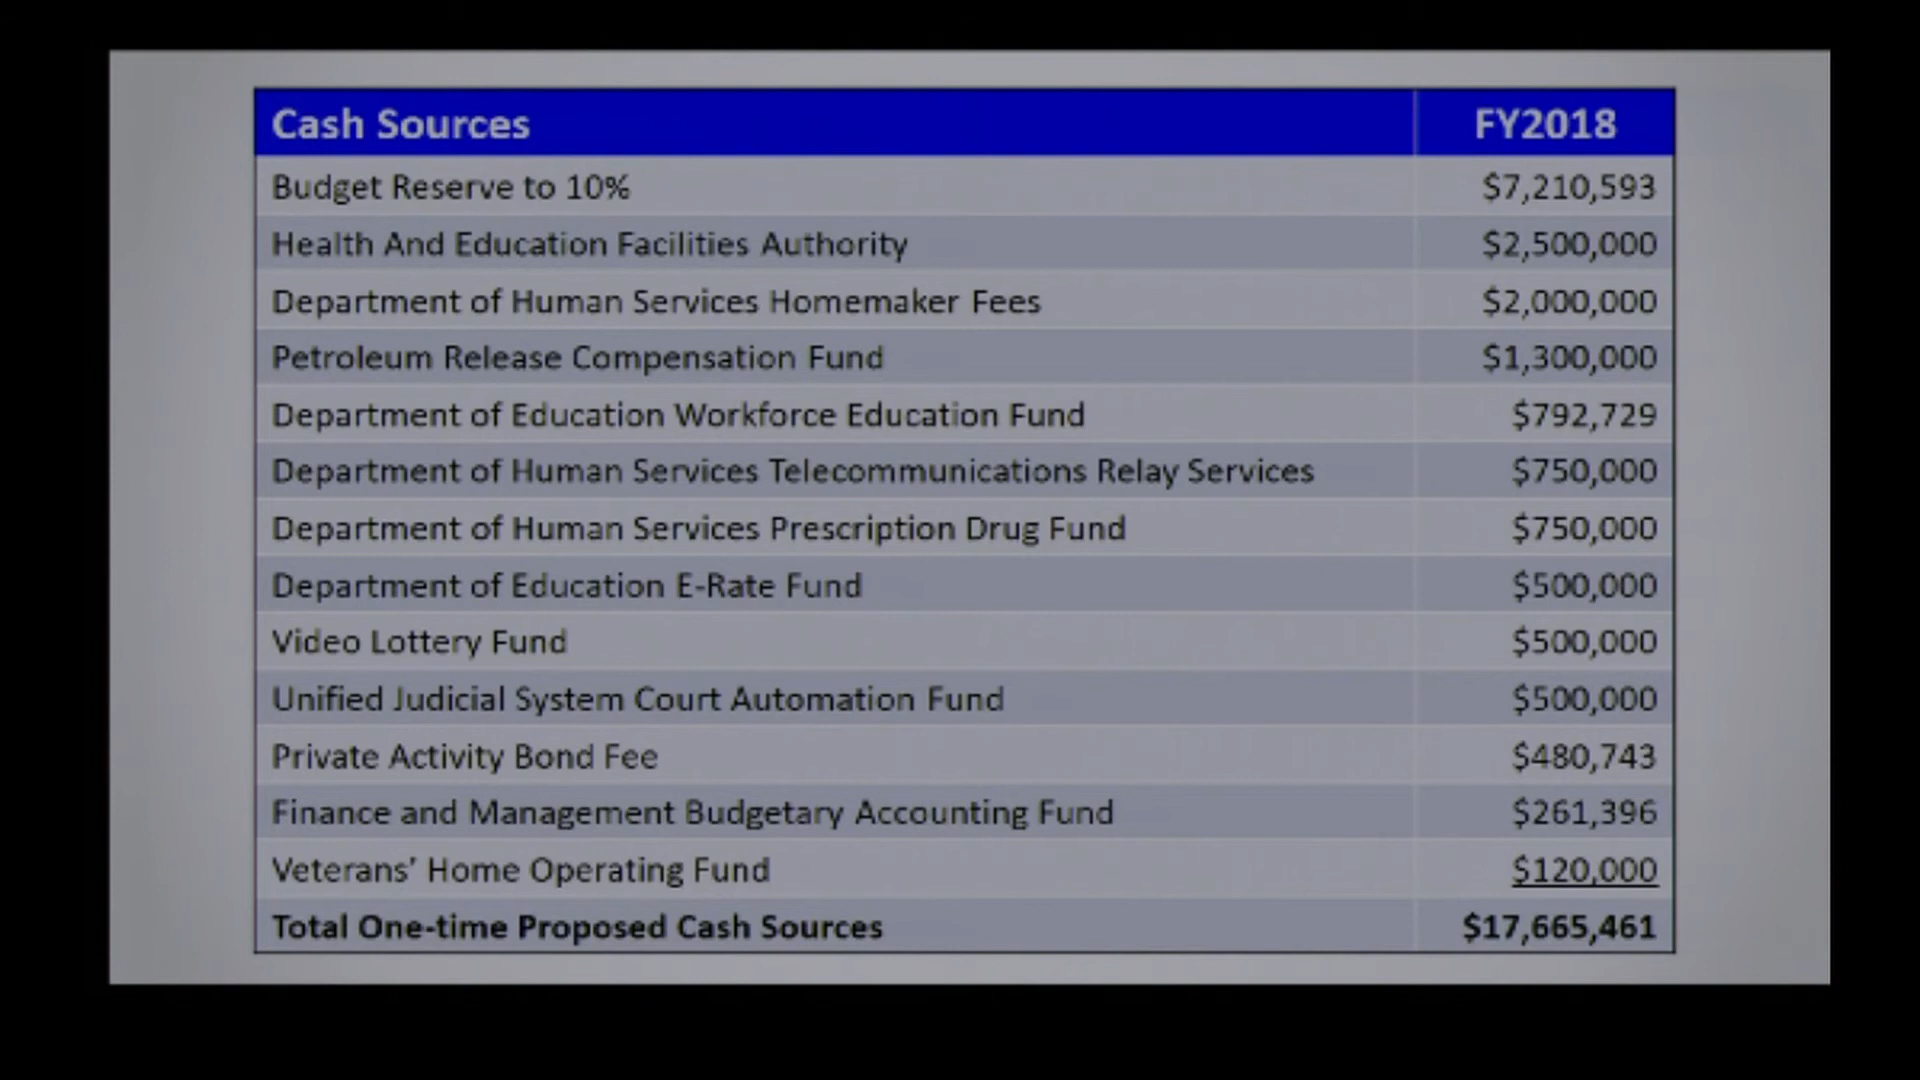 Cash Sources FY2018
Budget Reserve to 10% $7,210,593
Health And Education Facilities Authority $2,500,000
Department of Human Services Homemaker Fees $2,000,000
Petroleum Release Compensation Fund $1,300,000
Department of Education Workforce Education Fund $792,729
Department of Human Services Telecommunications Relay Services $750,000
Department of Human Services Prescription Drug Fund $750,000
Department of Education E-Rate Fund $500,000
Video Lottery Fund $500,000
Unified Judicial System Court Automation Fund $500,000
Private Activity Bond Fee $480,743
Finance and Management Budgetary Accounting Fund $261,396
Veterans’ Home Operating Fund $120,000
Total One-time Proposed Cash Sources $17,665,461